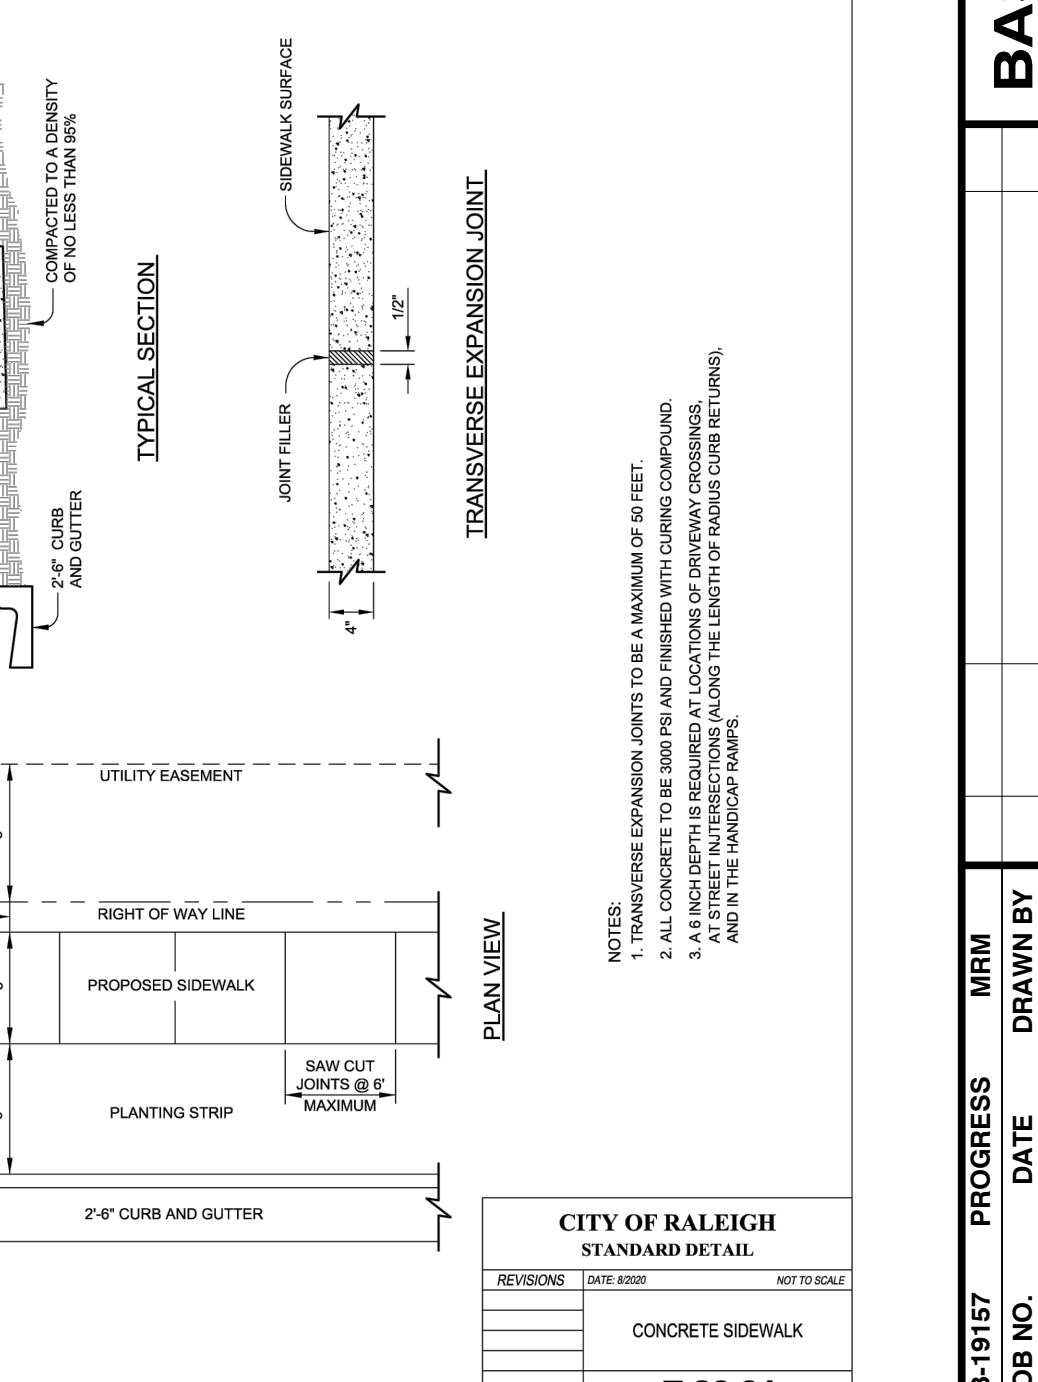 COMPACTED TO A DENSITY
OF NO LESS THAN 95%
TYPICAL SECTION
2'-6" CURB
AND GUTTER
SIDEWALK SURFACE
JOINT FILLER
1/2"
4"
TRANSVERSE EXPANSION JOINT
NOTES:
1. TRANSVERSE EXPANSION JOINTS TO BE A MAXIMUM OF 50 FEET.
2. ALL CONCRETE TO BE 3000 PSI AND FINISHED WITH CURING COMPOUND.
3. A 6 INCH DEPTH IS REQUIRED AT LOCATIONS OF DRIVEWAY CROSSINGS,
AT STREET INJTERSECTIONS (ALONG THE LENGTH OF RADIUS CURB RETURNS),
AND IN THE HANDICAP RAMPS.
UTILITY EASEMENT
RIGHT OF WAY LINE
PROPOSED SIDEWALK
SAW CUT
JOINTS @ 6'
MAXIMUM
PLANTING STRIP
2'-6" CURB AND GUTTER
PLAN VIEW
CITY OF RALEIGH
STANDARD DETAIL
REVISIONS
DATE: 8/2020
NOT TO SCALE
CONCRETE SIDEWALK
BA
MRM
DRAWN BY
PROGRESS
DATE
-19157
OB NO.